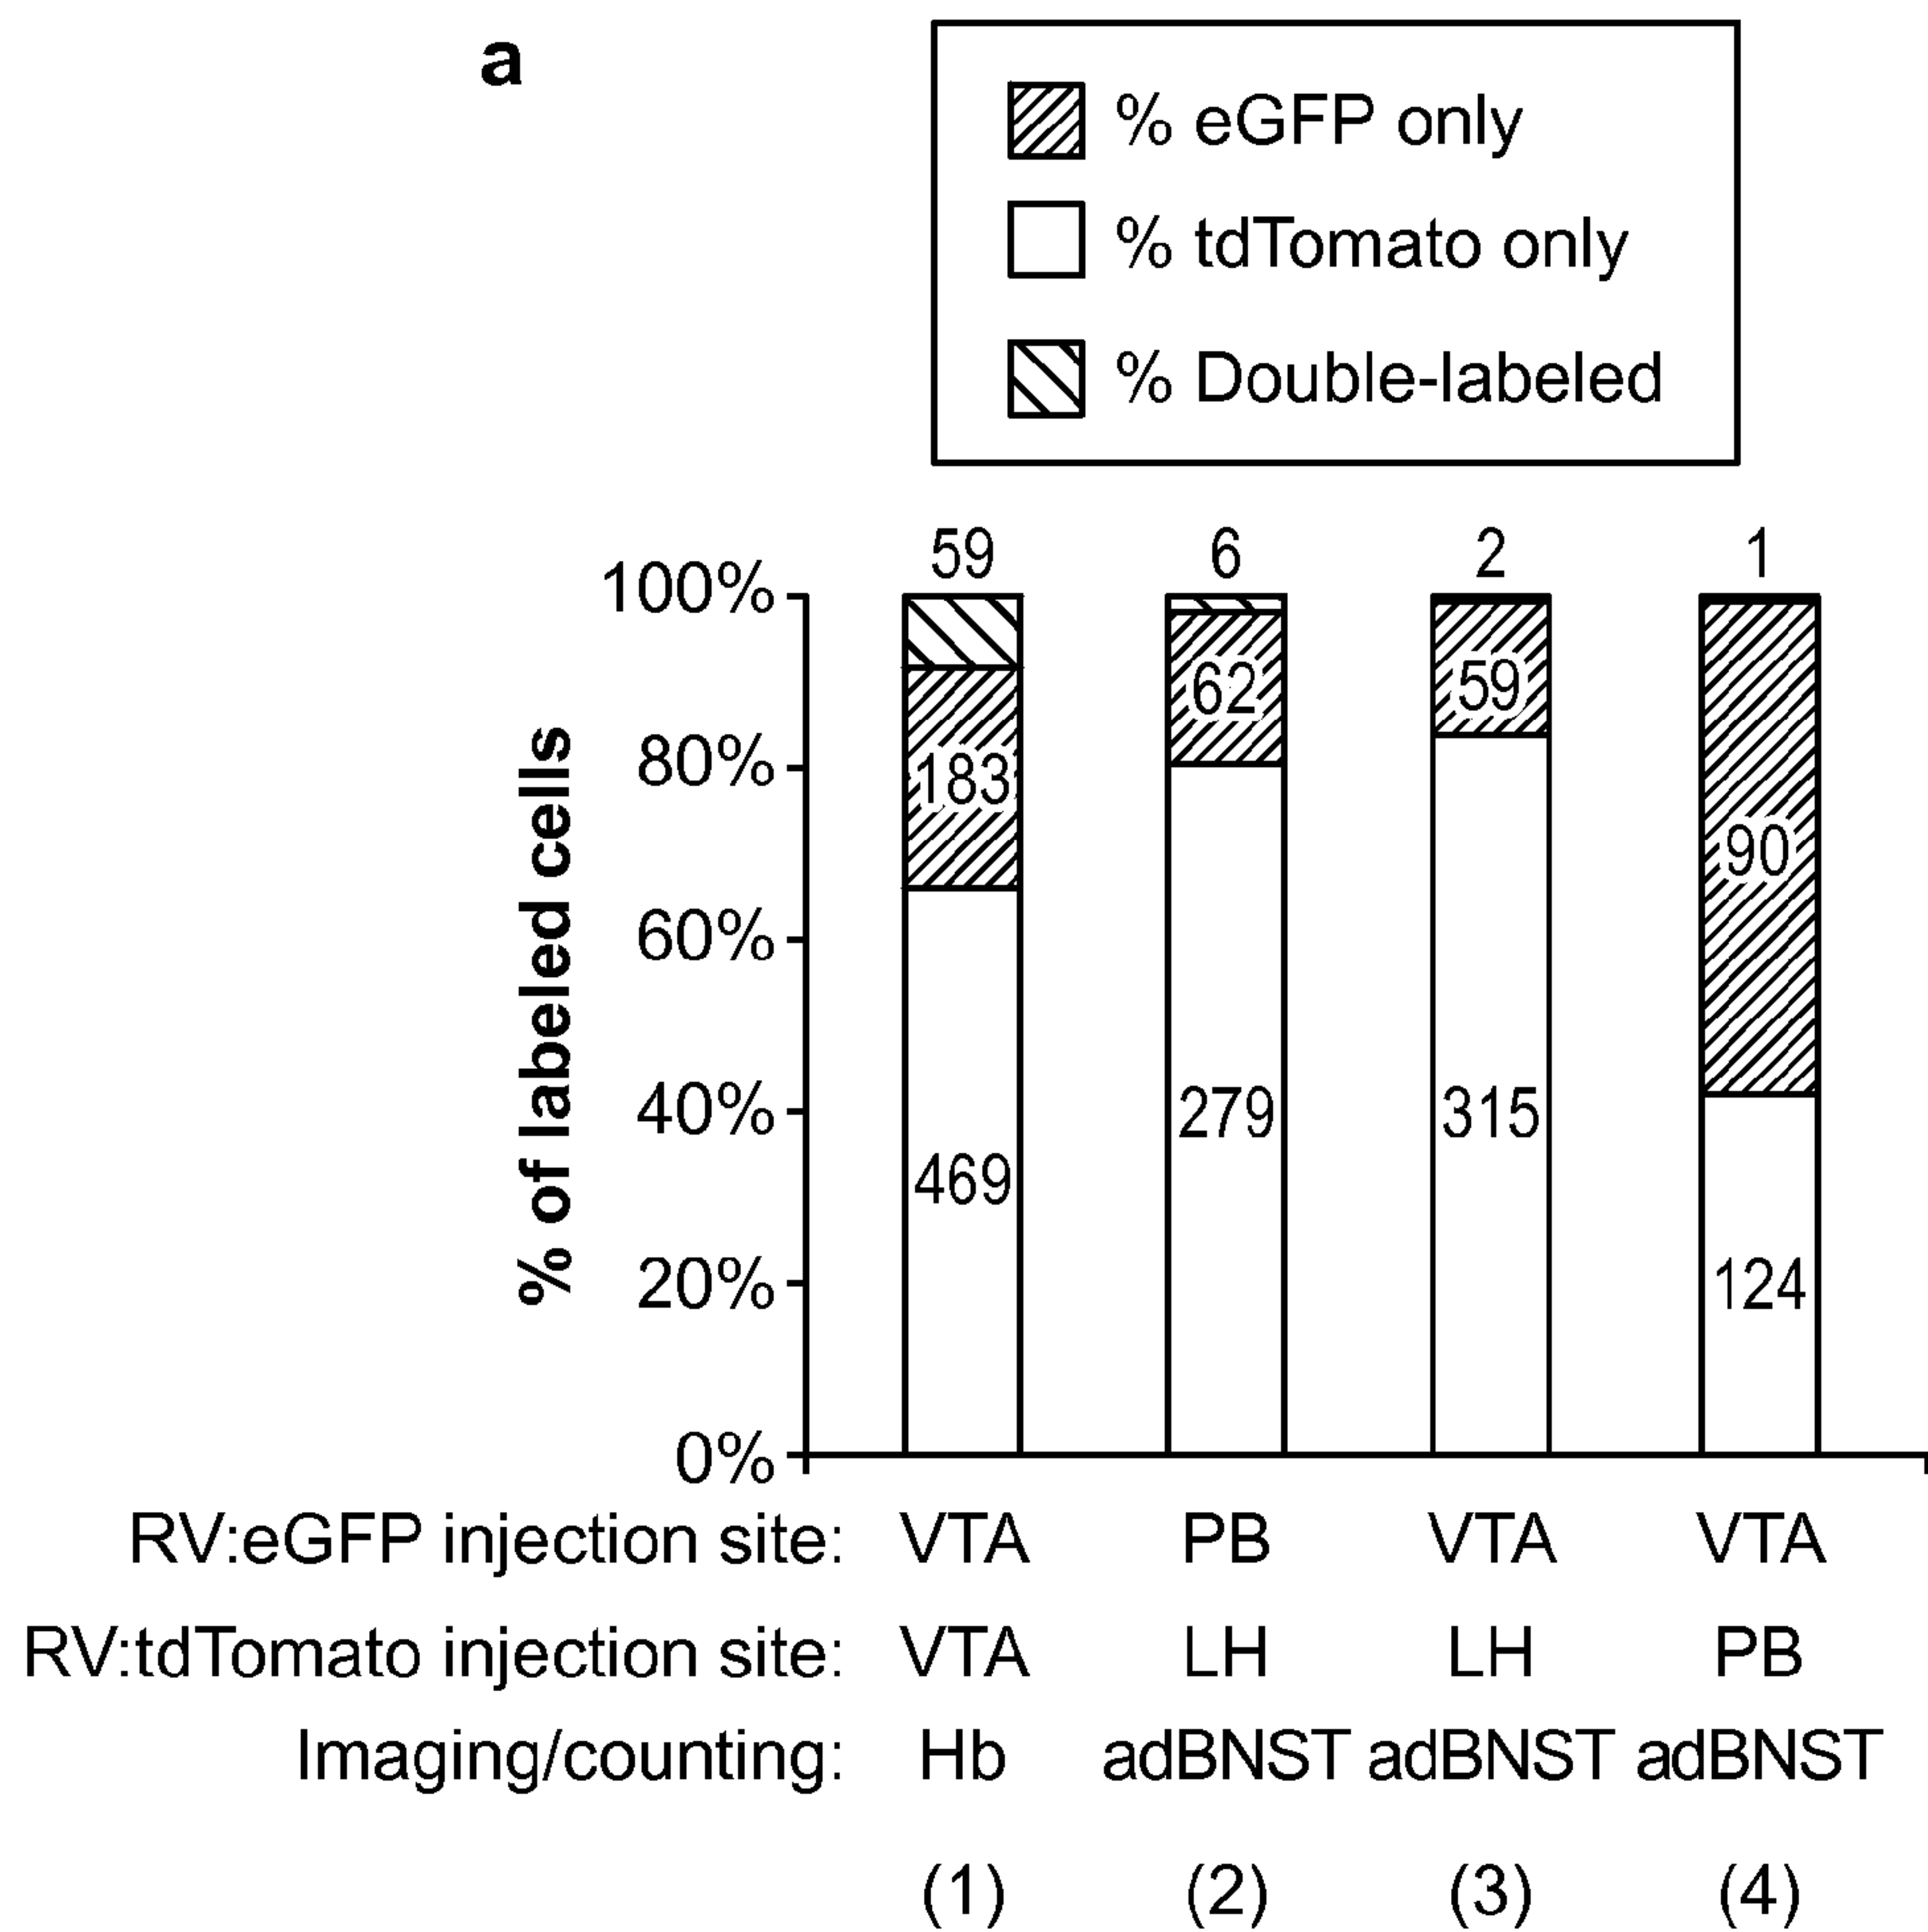 a
% eGFP only
% tdTomato only
% Double-labeled
59 6 2 1
100%
80%
60%
40%
20%
0%
% of labeled cells
183 62 59 90
469 279 315 124
RV:eGFP injection site: VTA PB VTA VTA
RV:tdTomato injection site: VTA LH LH PB
Imaging/counting: Hb adBNST adBNST adBNST
(1) (2) (3) (4)